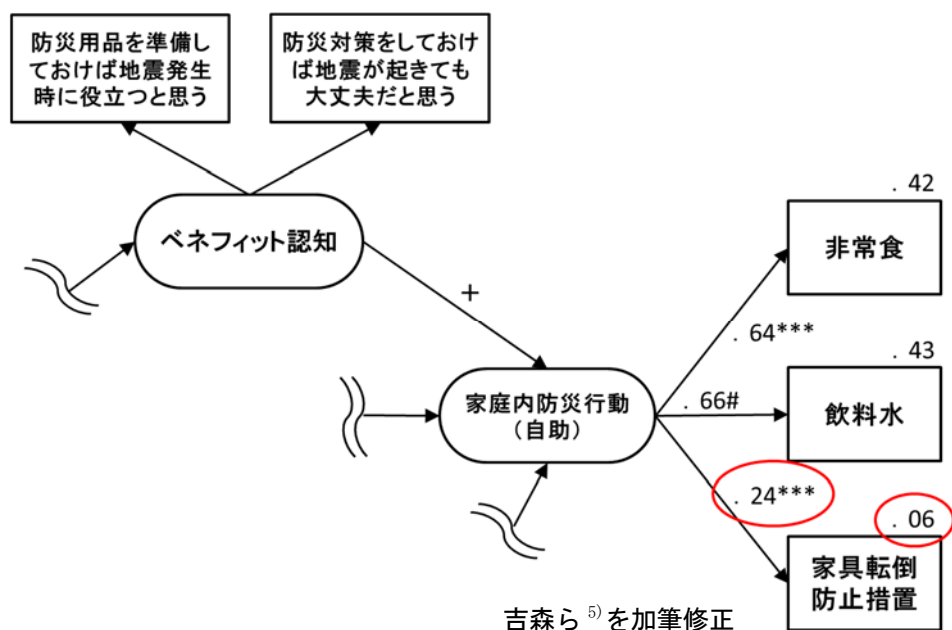 防災用品を準備し
ておけば地震発生
時に役立つと思う
防災対策をしておけ
ば地震が起きても
大丈夫だと思う
ベネフィット認知
+
家庭内防災行動
(自助)
. 42
非常食
. 64***
. 43
. 66#
飲料水
. 24***
. 06
家具転倒
防止措置
吉森ら 5) を加筆修正